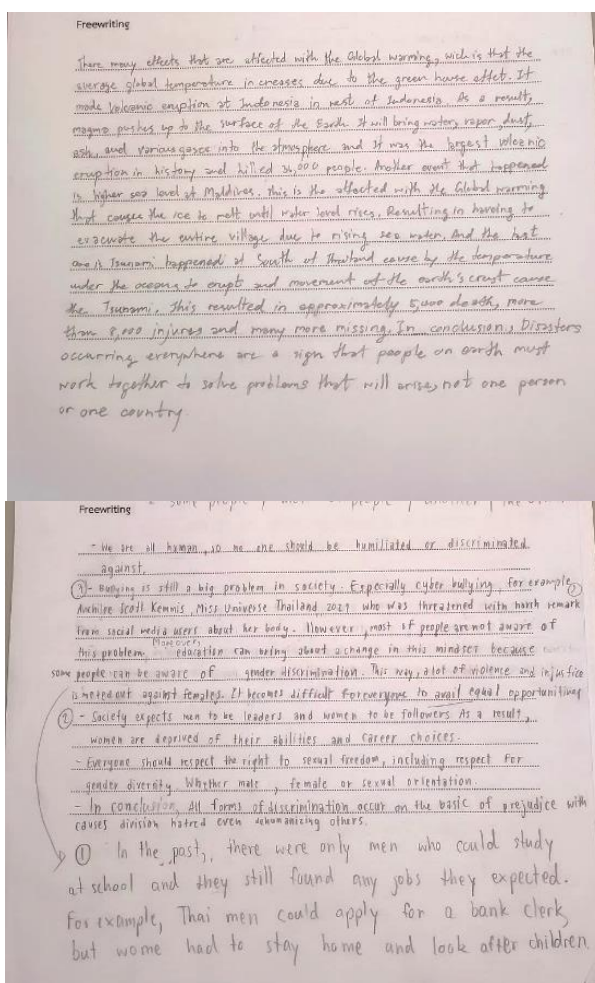 Freewriting
There many effects that are affected with the Global warming, wich is that the
average global temperature increases due to the green house effet. It
made Volcanic eruption at Indonesia in west of Indonesia. As a result,
magma pushes up to the surface of the Earth. It will bring water, vapor, dust,
ash, and various gasce into the atmosphere and It was the largest volcanic
eruption in history and killed 36,000 people. Another event that happened
is higher sea level at Maldives. This is the affected with the Global warming
that causes the ice to melt until water level rises. Resulting in having to
evacuate the entire village due to rising sea water. And the last
one is Tsunami happened at South of Thailand cause by the temperature
under the oceans to erupt and movement of the earth's crust cause
the Tsunami. This resulted in approximately 5,000 death, more
than 8,000 injures and many more missing. In conclusion, Disasters
occurring everywhere are a sign that people on earth must
work together to solve problems that will arise, not one person
or one country
Freewriting
- We are all human, so no one should be humiliated or discriminated
against.
③ - Bullying is still a big problem in society. Especially cyber bullying, for example, ②
Anchilee Scott Kemmis, Miss Universe Thailand 2021 who was threatened with harsh remark
from social media users about her body. However, most of people are not aware of
this problem. Moreover, education can bring about a change in this mindset because
some people can be aware of gender discrimination. This way, a lot of violence and injustice
is meted out against females. It becomes difficult for everyone to avail equal opportunities
② - Society expects men to be leaders and women to be followers. As a result,
women are deprived of their abilities and career choices.
- Everyone should respect the right to sexual freedom, including respect for
gender diversity. Whether male, female or sexual orientation.
- In conclusion, All forms of discrimination occur on the basic of prejudice with
causes division hatred even dehumanizing others.
① In the past, there were only men who could study
at school and they still found any jobs they expected.
For example, Thai men could apply for a bank clerk,
but wome had to stay home and look after children.